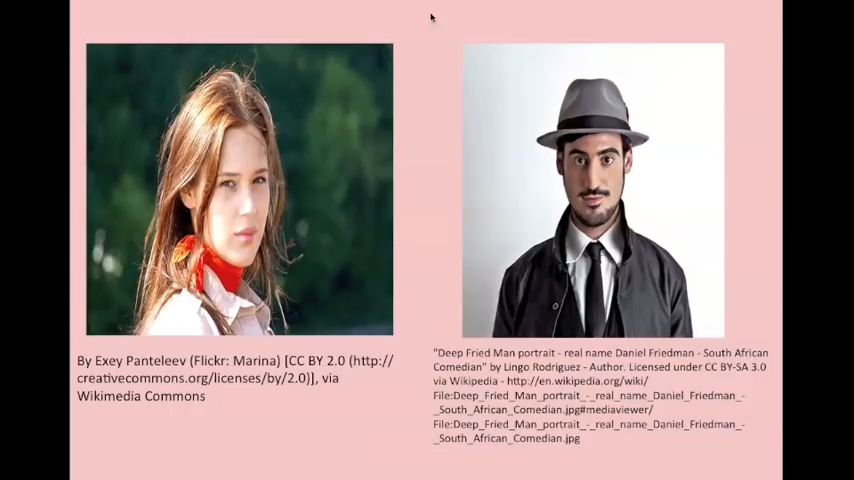 By Exey Panteleev (Flickr: Marina) [CC BY 2.0 (http://
creativecommons.org/licenses/by/2.0)], via
Wikimedia Commons
"Deep Fried Man portrait - real name Daniel Friedman - South African
Comedian" by Lingo Rodriguez - Author. Licensed under CC BY-SA 3.0
via Wikipedia - http://en.wikipedia.org/wiki/
File:Deep_Fried_Man_portrait_-_real_name_Daniel_Friedman_-
_South_African_Comedian.jpg#mediaviewer/
File:Deep_Fried_Man_portrait_-_real_name_Daniel_Friedman_-
_South_African_Comedian.jpg